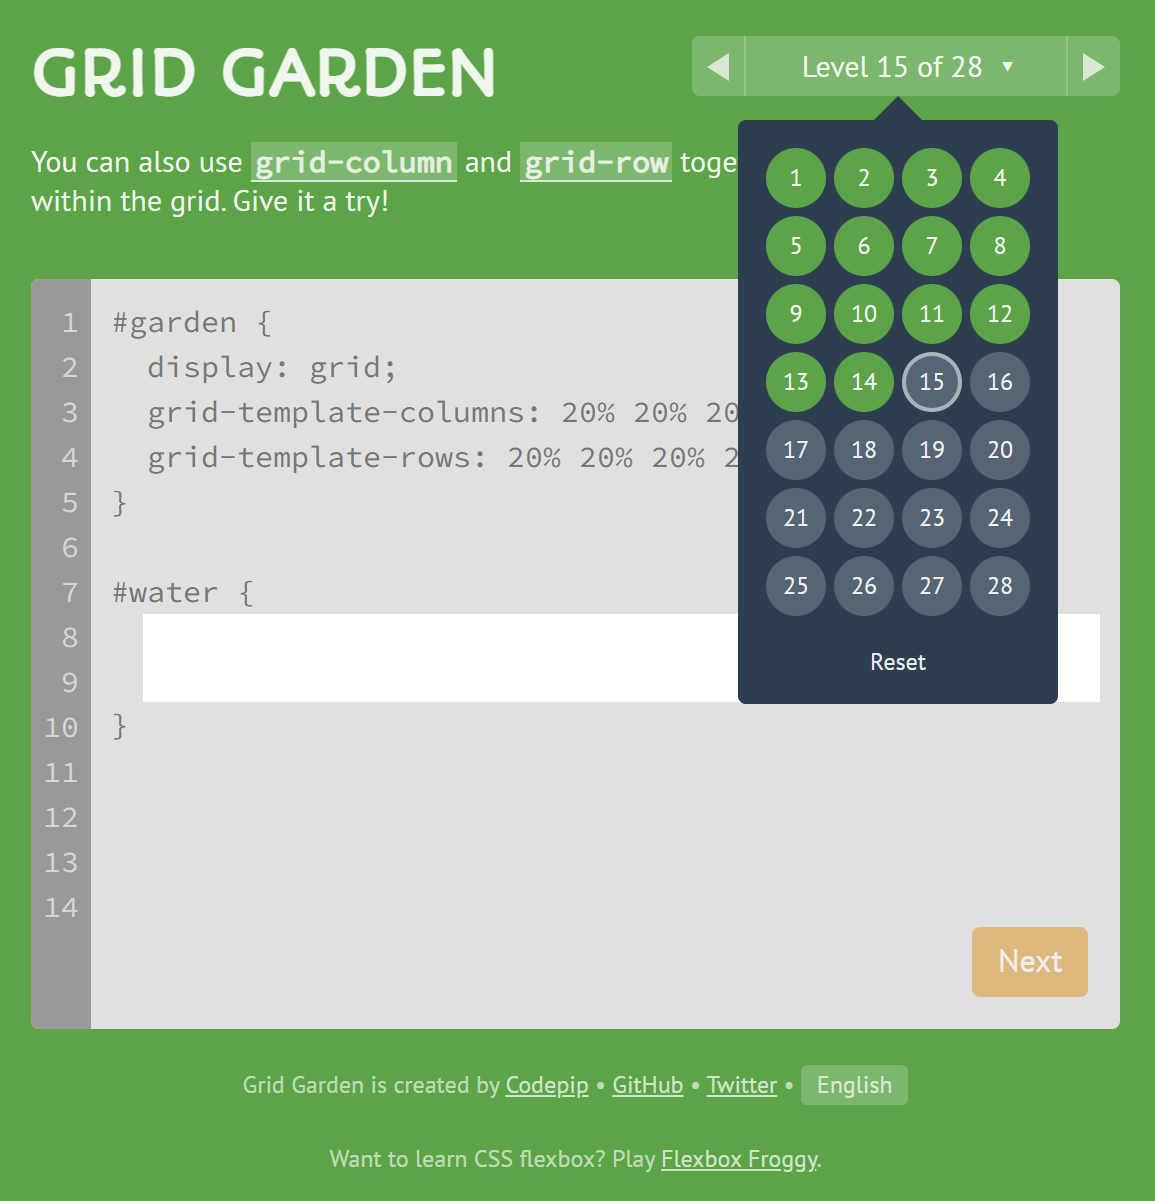 GRID GARDEN
Level 15 of 28 ▼
You can also use grid-column and grid-row toge
within the grid. Give it a try!
1 2 3 4
5 6 7 8
9 10 11 12
13 14 15 16
17 18 19 20
21 22 23 24
25 26 27 28
Reset
1 #garden {
2 display: grid;
3 grid-template-columns: 20% 20% 20
4 grid-template-rows: 20% 20% 20% 2
5 }
6
7 #water {
8
9
10 }
11
12
13
14
Next
Grid Garden is created by Codepip • GitHub • Twitter • English
Want to learn CSS flexbox? Play Flexbox Froggy.